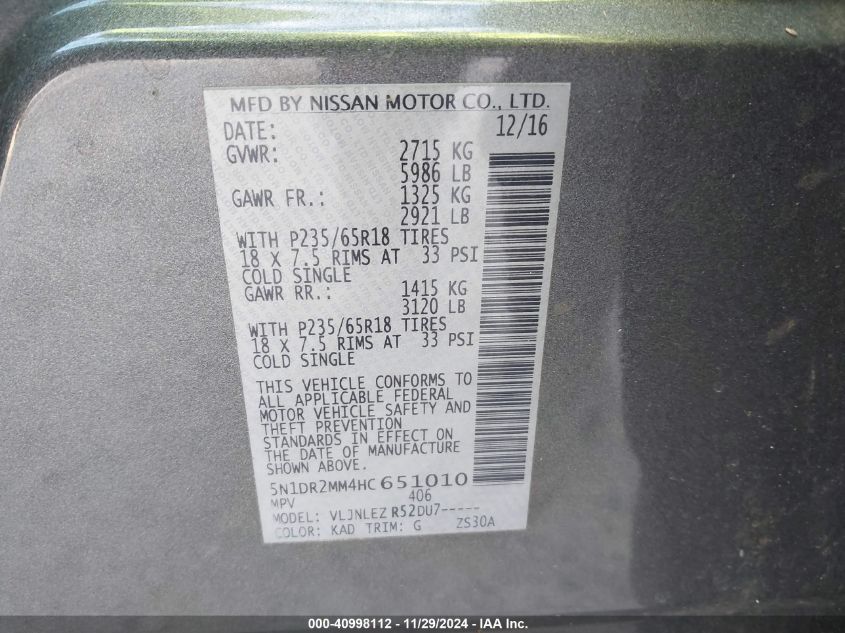 MFD BY NISSAN MOTOR CO., LTD.
DATE: 12/16
GVWR: 2715 KG
5986 LB
GAWR FR.: 1325 KG
2921 LB
WITH P235/65R18 TIRES
18 X 7.5 RIMS AT 33 PSI
COLD SINGLE
GAWR RR.: 1415 KG
3120 LB
WITH P235/65R18 TIRES
18 X 7.5 RIMS AT 33 PSI
COLD SINGLE
THIS VEHICLE CONFORMS TO
ALL APPLICABLE FEDERAL
MOTOR VEHICLE SAFETY AND
THEFT PREVENTION
STANDARDS IN EFFECT ON
THE DATE OF MANUFACTURE
SHOWN ABOVE.
5N1DR2MM4HC651010
MPV 406
MODEL: VLJNLEZ R52DU7-----
COLOR: KAD TRIM: G ZS30A
000-40998112 - 11/29/2024 - IAA Inc.